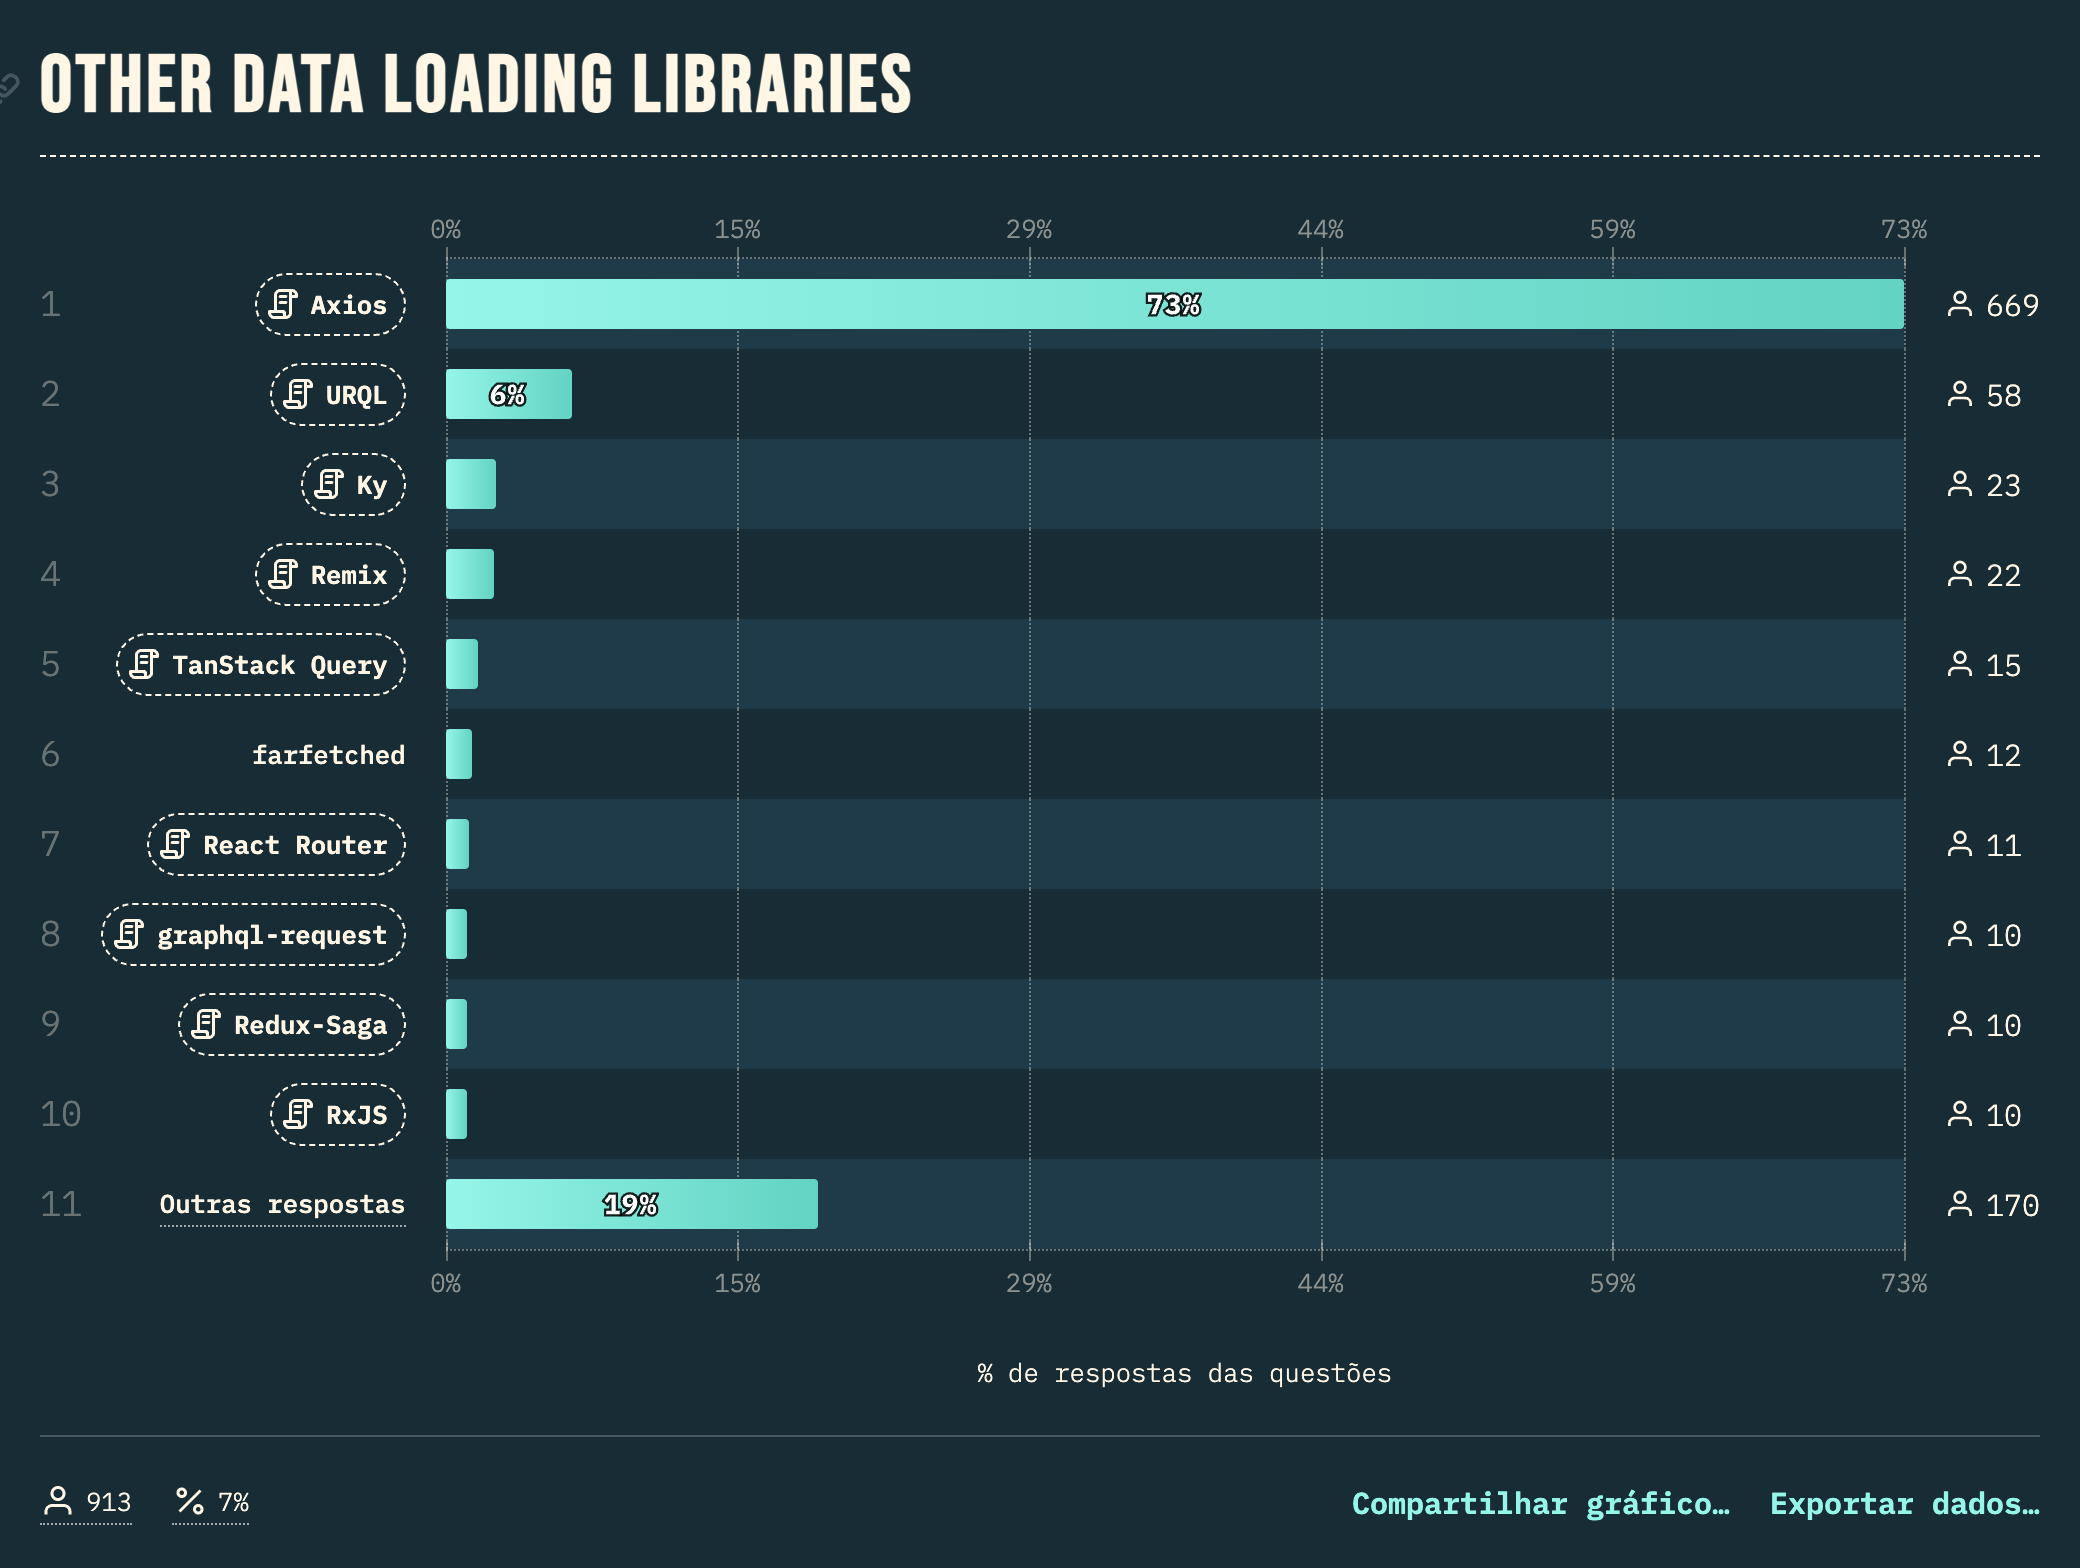 OTHER DATA LOADING LIBRARIES
0% 15% 29% 44% 59% 73%
1 Axios 73% 669
2 URQL 6% 58
3 Ky 23
4 Remix 22
5 TanStack Query 15
6 farfetched 12
7 React Router 11
8 graphql-request 10
9 Redux-Saga 10
10 RxJS 10
11 Outras respostas 19% 170
0% 15% 29% 44% 59% 73%
% de respostas das questões
913 7% Compartilhar gráfico… Exportar dados…